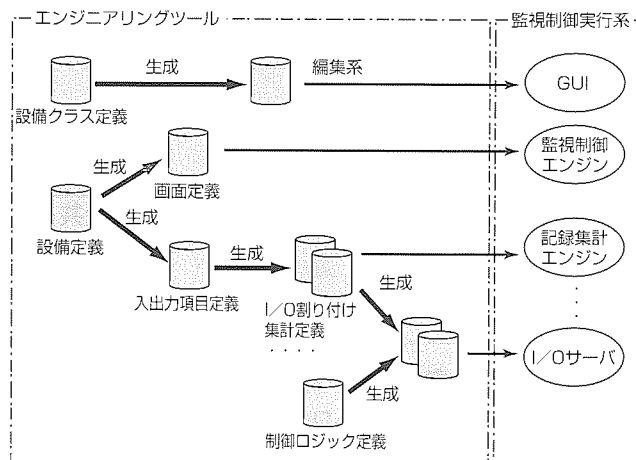 エンジニアリングツール
監視制御実行系
生成
編集系
設備クラス定義
GUI
生成
画面定義
監視制御
エンジン
設備定義
生成
入出力項目定義
生成
I/O割り付け
集計定義
・・・・
記録集計
エンジン
生成
・・・
I/Oサーバ
生成
制御ロジック定義